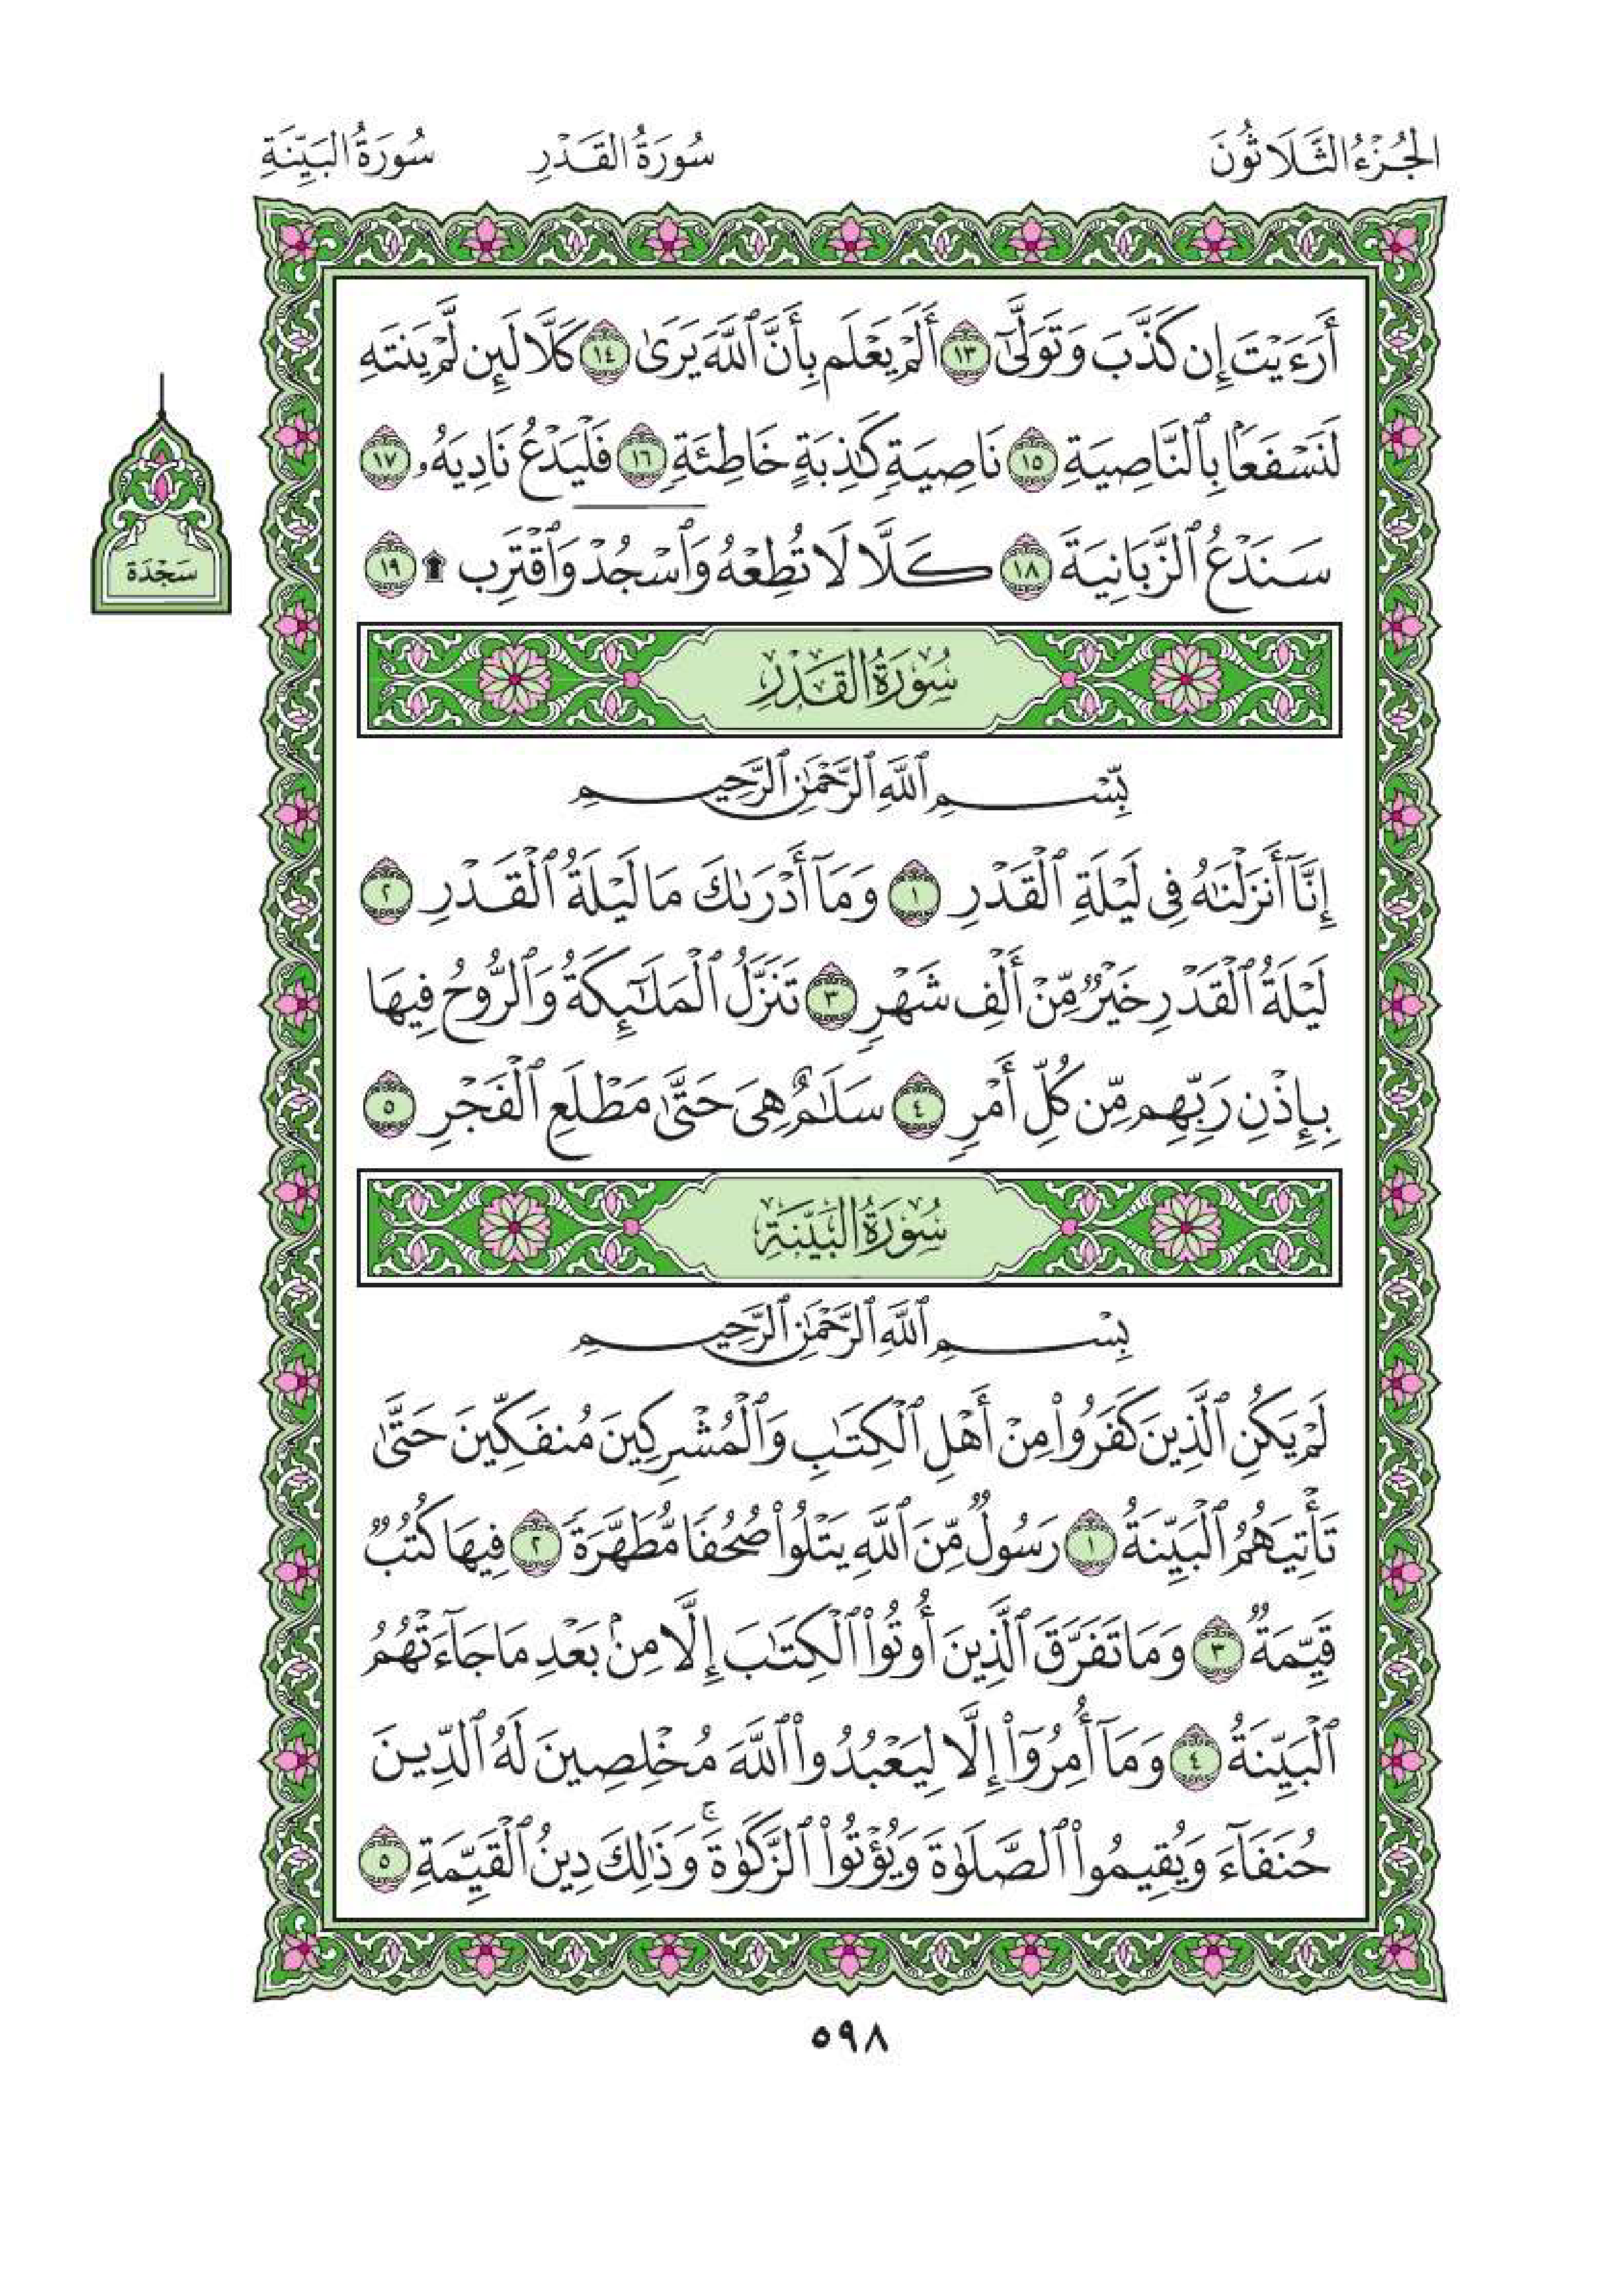 الجُزْءُ الثَّلَاثُونَ سُورَةُ القَدْرِ سُورَةُ البَيِّنَةِ
أَرَءَيْتَ إِن كَذَّبَ وَتَوَلَّىٰٓ ١٣ أَلَمْ يَعْلَم بِأَنَّ ٱللَّهَ يَرَىٰ ١٤ كَلَّا لَئِن لَّمْ يَنتَهِ
لَنَسْفَعَۢا بِٱلنَّاصِيَةِ ١٥ نَاصِيَةٖ كَٰذِبَةٍ خَاطِئَةٖ ١٦ فَلْيَدْعُ نَادِيَهُۥ ١٧
سَنَدْعُ ٱلزَّبَانِيَةَ ١٨ كَلَّا لَا تُطِعْهُ وَٱسْجُدْ وَٱقْتَرِب ۩ ١٩
سَجْدَة
سُورَةُ القَدْرِ
بِّسْمِ ٱللَّهِ ٱلرَّحْمَٰنِ ٱلرَّحِيمِ
إِنَّآ أَنزَلْنَٰهُ فِي لَيْلَةِ ٱلْقَدْرِ ١ وَمَآ أَدْرَىٰكَ مَا لَيْلَةُ ٱلْقَدْرِ ٢
لَيْلَةُ ٱلْقَدْرِ خَيْرٞ مِّنْ أَلْفِ شَهْرٖ ٣ تَنَزَّلُ ٱلْمَلَٰٓئِكَةُ وَٱلرُّوحُ فِيهَا
بِإِذْنِ رَبِّهِم مِّن كُلِّ أَمْرٖ ٤ سَلَٰمٌ هِيَ حَتَّىٰ مَطْلَعِ ٱلْفَجْرِ ٥
سُورَةُ البَيِّنَةِ
بِسْمِ ٱللَّهِ ٱلرَّحْمَٰنِ ٱلرَّحِيمِ
لَمْ يَكُنِ ٱلَّذِينَ كَفَرُواْ مِنْ أَهْلِ ٱلْكِتَٰبِ وَٱلْمُشْرِكِينَ مُنفَكِّينَ حَتَّىٰ
تَأْتِيَهُمُ ٱلْبَيِّنَةُ ١ رَسُولٞ مِّنَ ٱللَّهِ يَتْلُواْ صُحُفٗا مُّطَهَّرَةٗ ٢ فِيهَا كُتُبٞ
قَيِّمَةٞ ٣ وَمَا تَفَرَّقَ ٱلَّذِينَ أُوتُواْ ٱلْكِتَٰبَ إِلَّا مِنۢ بَعْدِ مَا جَآءَتْهُمُ
ٱلْبَيِّنَةُ ٤ وَمَآ أُمِرُوٓاْ إِلَّا لِيَعْبُدُواْ ٱللَّهَ مُخْلِصِينَ لَهُ ٱلدِّينَ
حُنَفَآءَ وَيُقِيمُواْ ٱلصَّلَوٰةَ وَيُؤْتُواْ ٱلزَّكَوٰةَۚ وَذَٰلِكَ دِينُ ٱلْقَيِّمَةِ ٥
٥٩٨